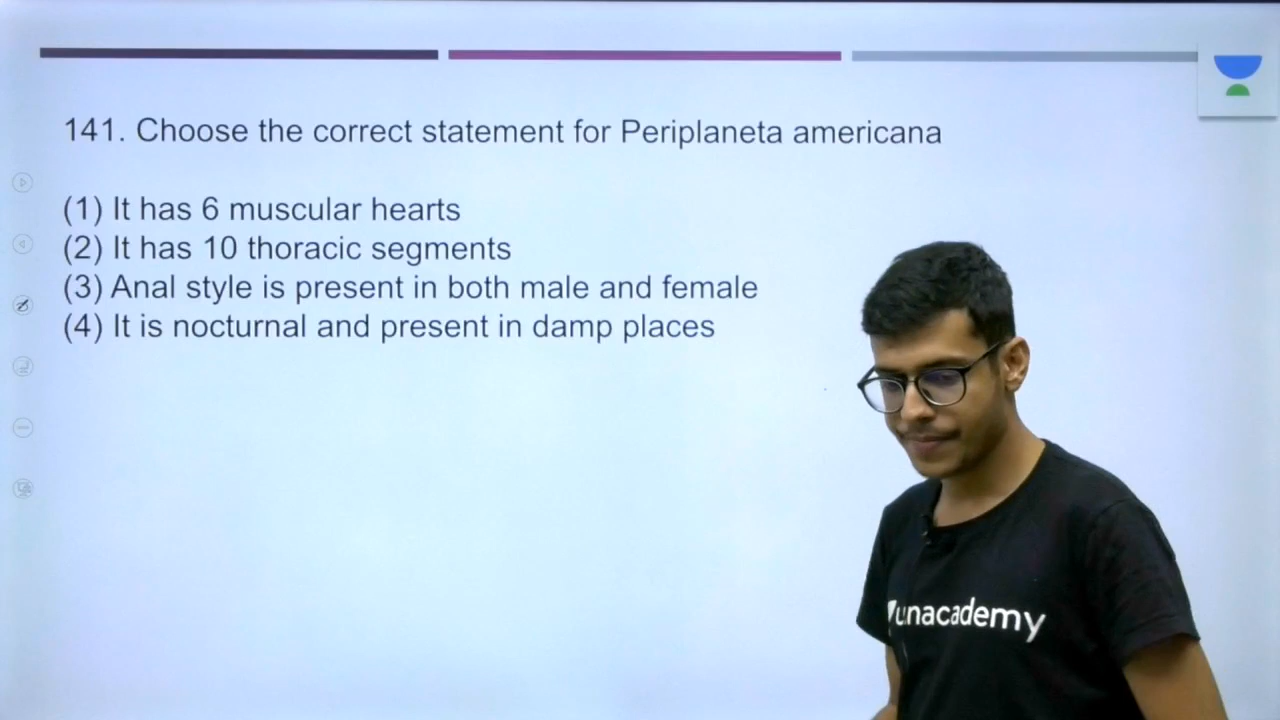 141. Choose the correct statement for Periplaneta americana
(1) It has 6 muscular hearts
(2) It has 10 thoracic segments
(3) Anal style is present in both male and female
(4) It is nocturnal and present in damp places
unacademy